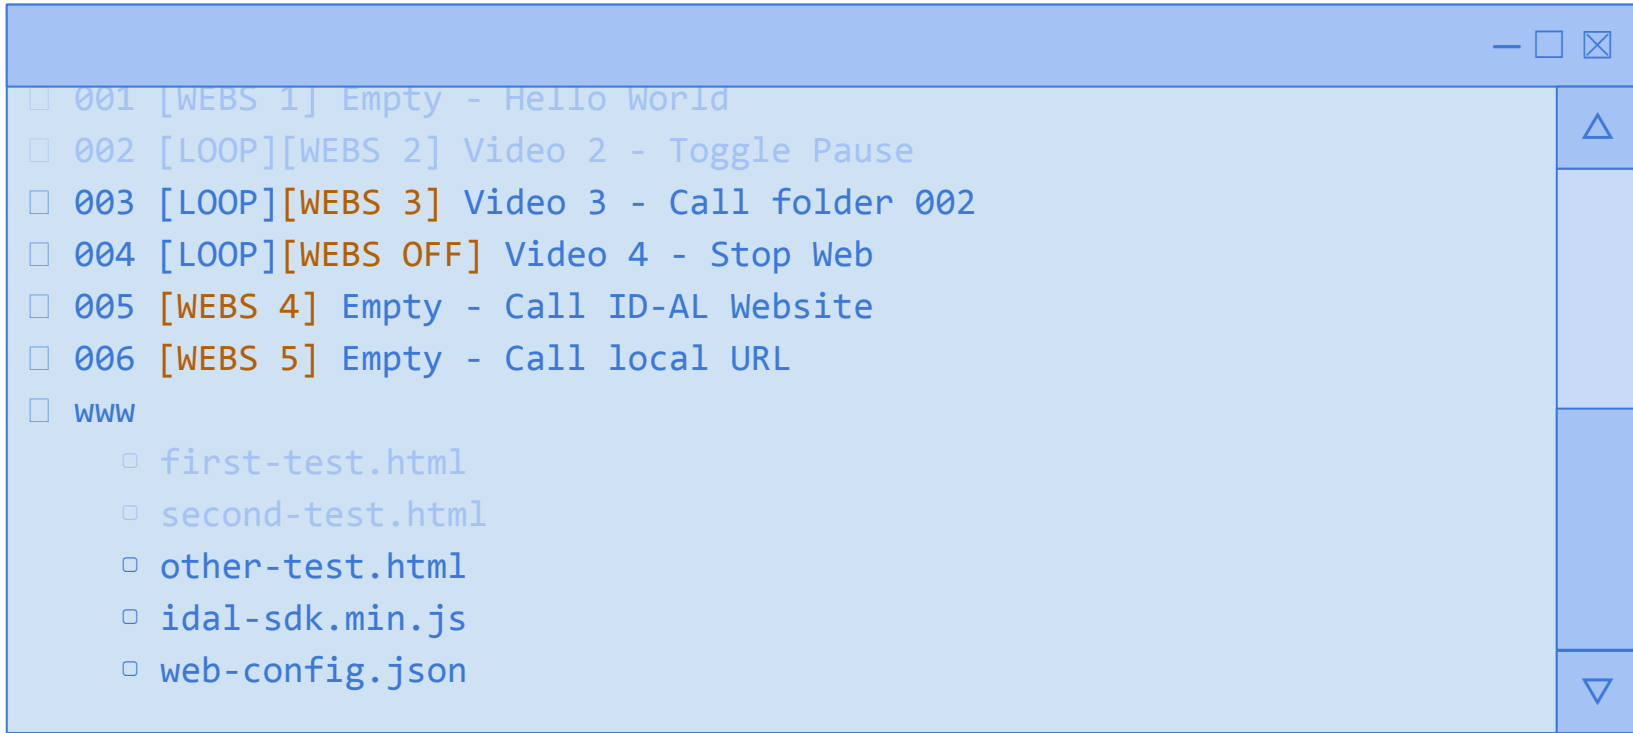 001 [WEBS 1] Empty - Hello World
002 [LOOP][WEBS 2] Video 2 - Toggle Pause
003 [LOOP][WEBS 3] Video 3 - Call folder 002
004 [LOOP][WEBS OFF] Video 4 - Stop Web
005 [WEBS 4] Empty - Call ID-AL Website
006 [WEBS 5] Empty - Call local URL
www
first-test.html
second-test.html
other-test.html
idal-sdk.min.js
web-config.json